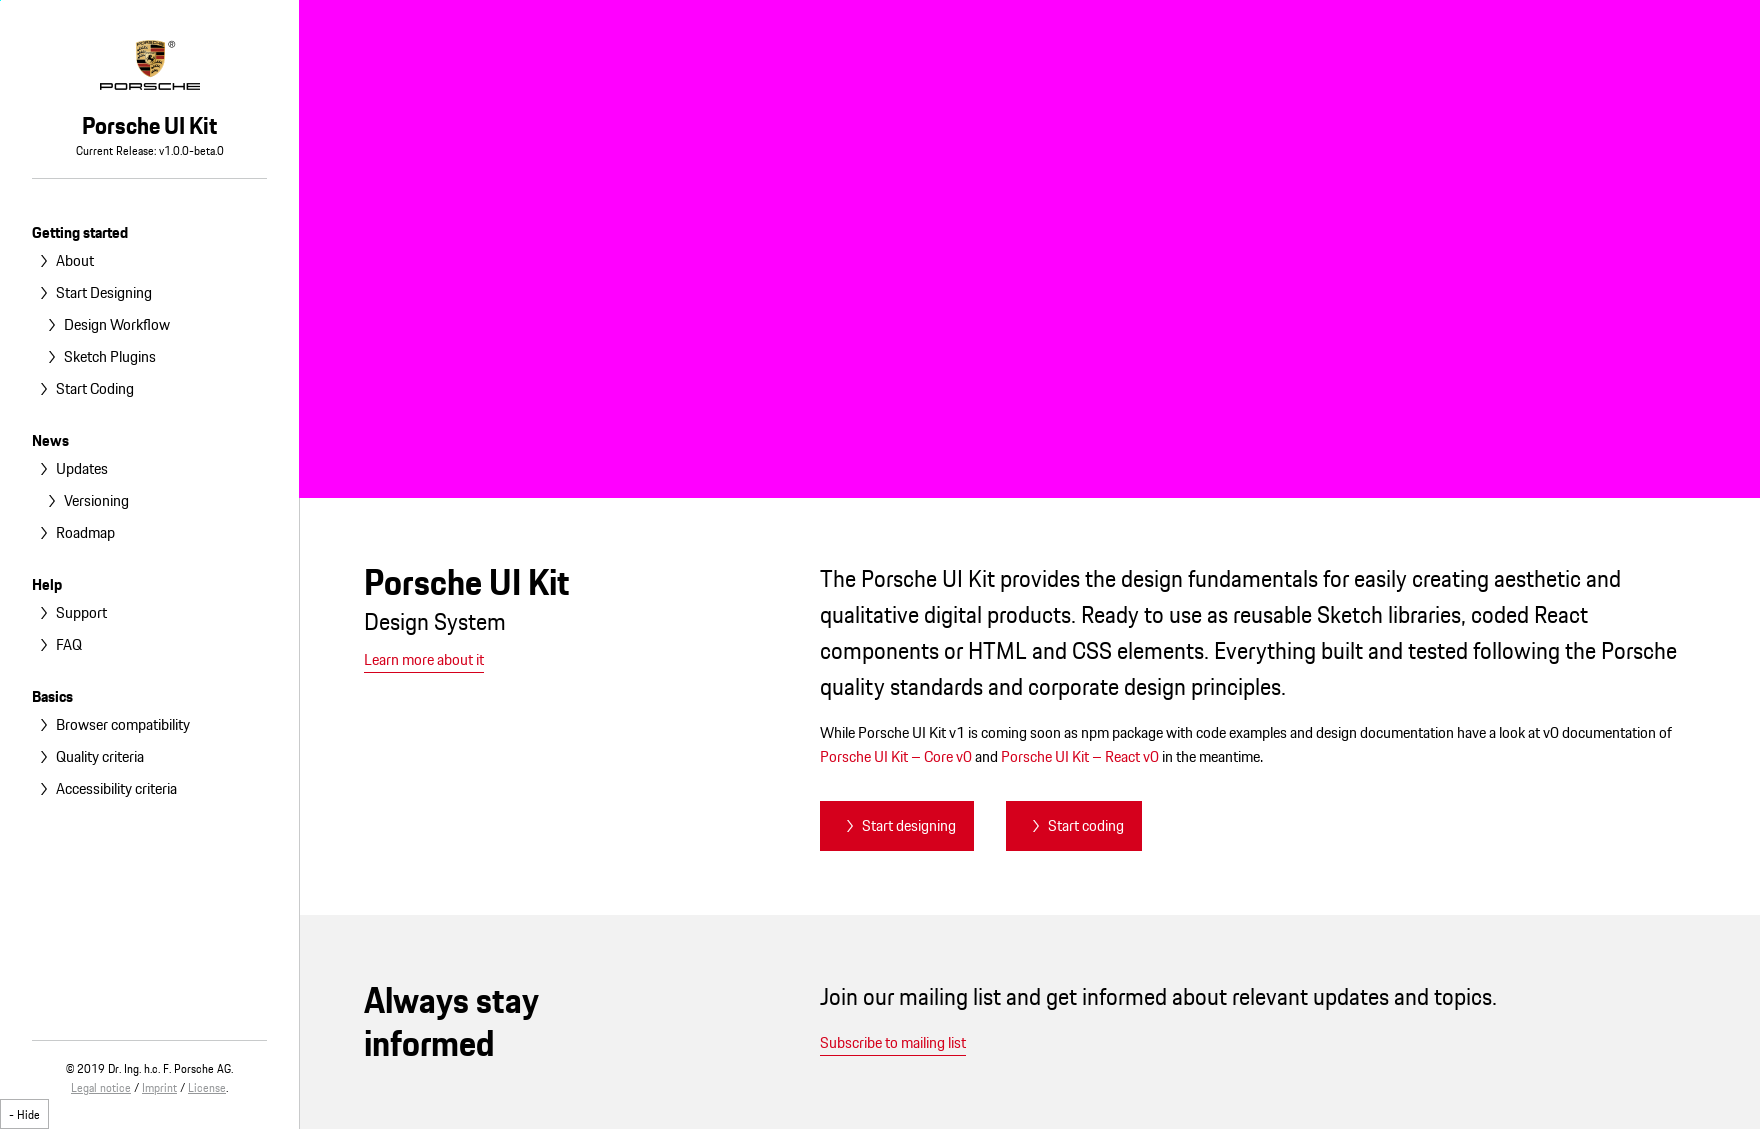 PORSCHE
®
PORSCHE
Porsche UI Kit
Current Release: v1.0.0-beta.0
Getting started
About
Start Designing
Design Workflow
Sketch Plugins
Start Coding
News
Updates
Versioning
Roadmap
Help
Support
FAQ
Basics
Browser compatibility
Quality criteria
Accessibility criteria
© 2019 Dr. Ing. h.c. F. Porsche AG.
Legal notice / Imprint / License.
- Hide
Porsche UI Kit
Design System
Learn more about it
The Porsche UI Kit provides the design fundamentals for easily creating aesthetic and
qualitative digital products. Ready to use as reusable Sketch libraries, coded React
components or HTML and CSS elements. Everything built and tested following the Porsche
quality standards and corporate design principles.
While Porsche UI Kit v1 is coming soon as npm package with code examples and design documentation have a look at v0 documentation of
Porsche UI Kit – Core v0 and Porsche UI Kit – React v0 in the meantime.
Start designing
Start coding
Always stay
informed
Join our mailing list and get informed about relevant updates and topics.
Subscribe to mailing list